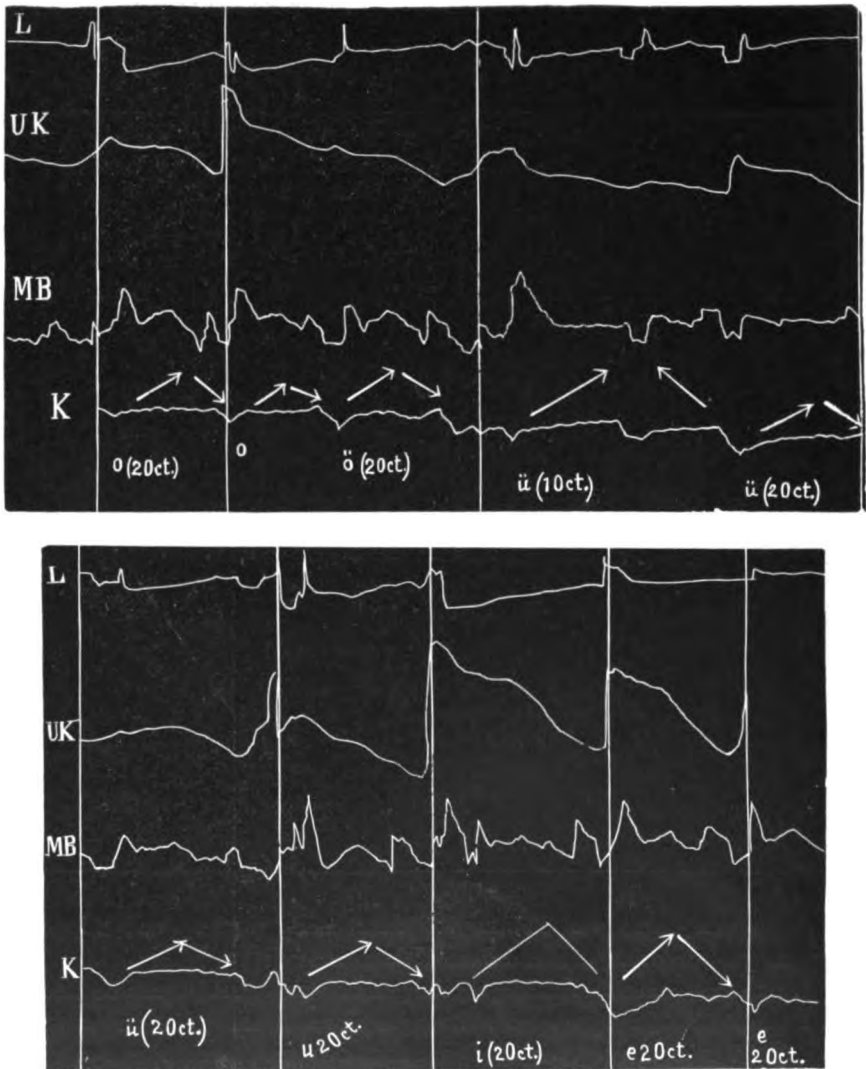 L
UK
MB
K
o (20ct.) o ö (20ct.) ü (10ct.) ü (20ct.)
L
UK
MB
K
ü (20ct.) u 20ct. i (20ct.) e 20ct. e 20ct.